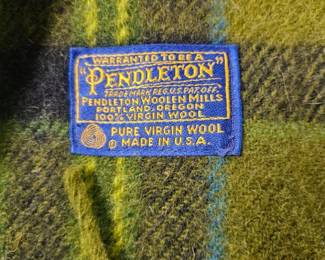 WARRANTED TO BE A
"PENDLETON"
TRADE MARK REG. U.S. PAT. OFF.
PENDLETON WOOLEN MILLS
PORTLAND, OREGON
100% VIRGIN WOOL
PURE VIRGIN WOOL
MADE IN U.S.A.